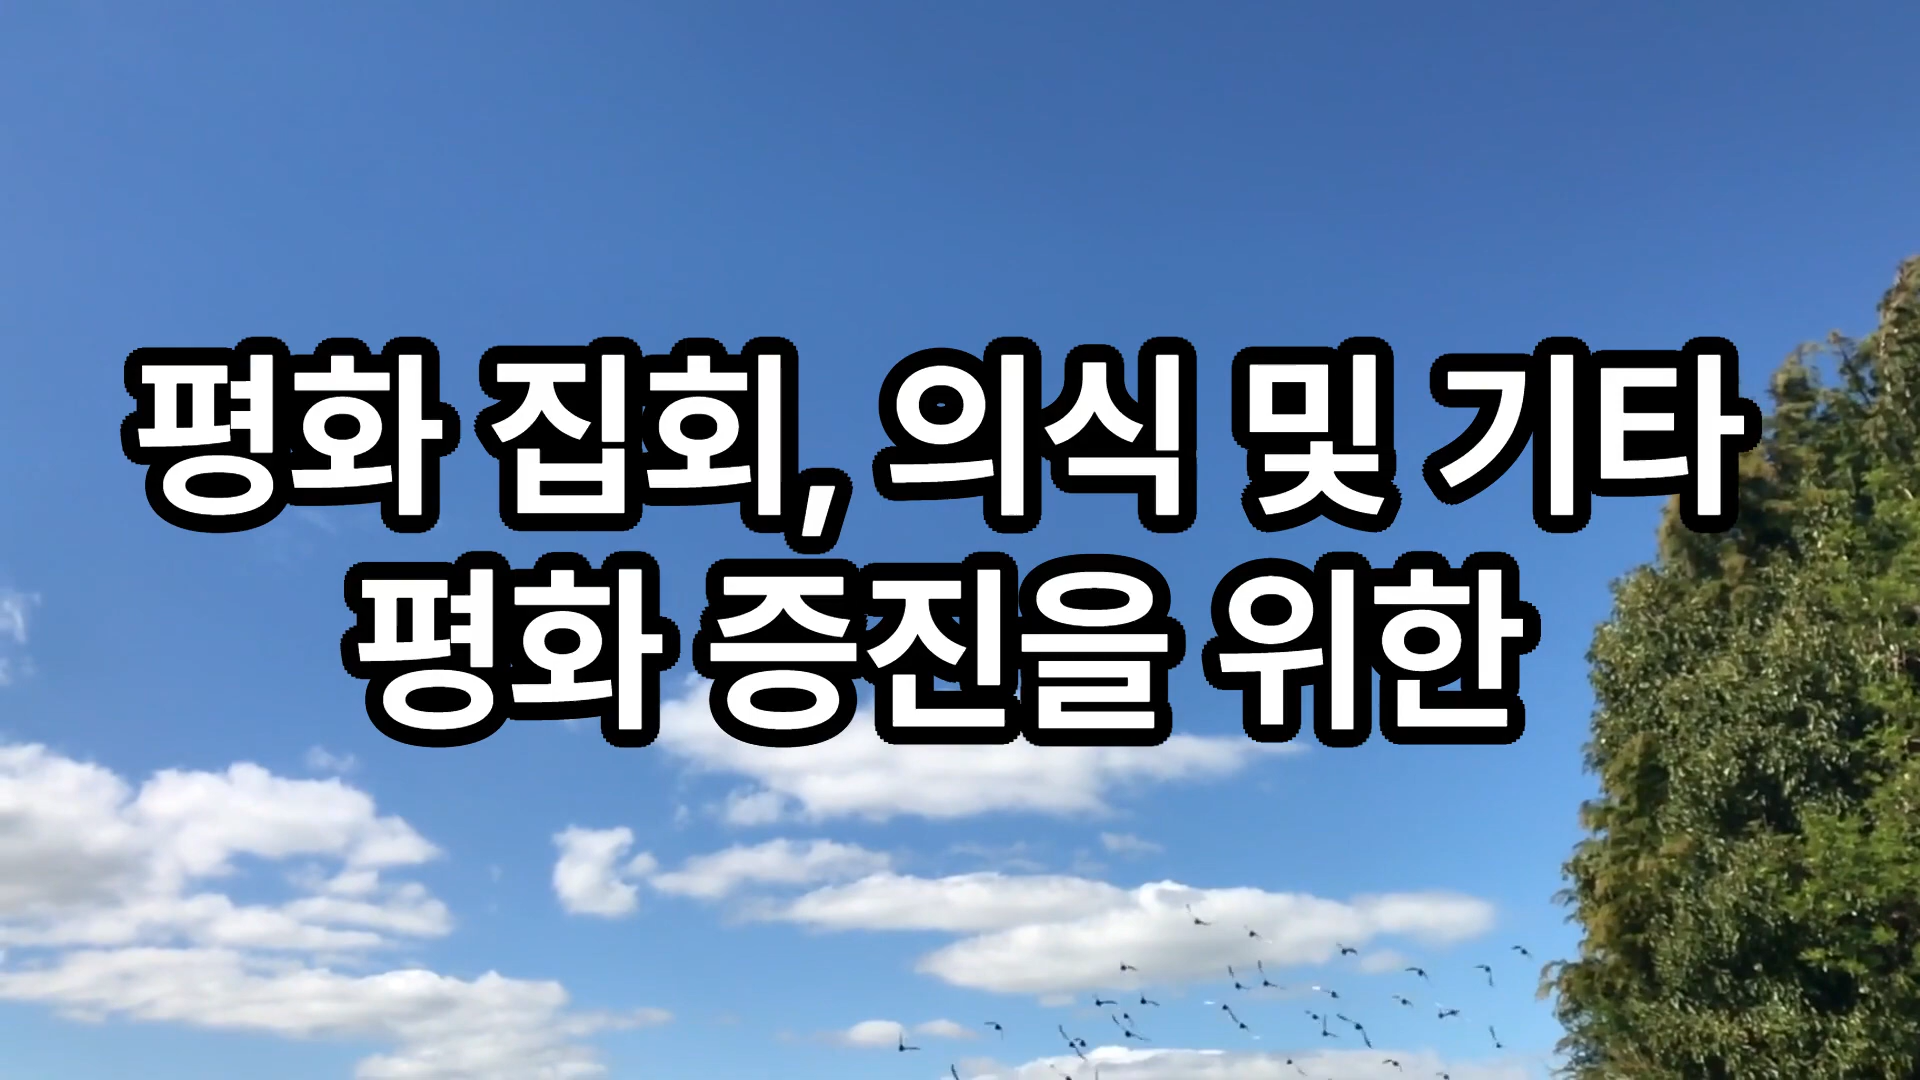 평화 집회, 의식 및 기타
평화 증진을 위한